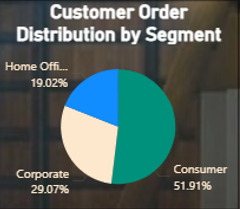 Customer Order
Distribution by Segment
Home Offi...
19.02%
Corporate
29.07%
Consumer
51.91%